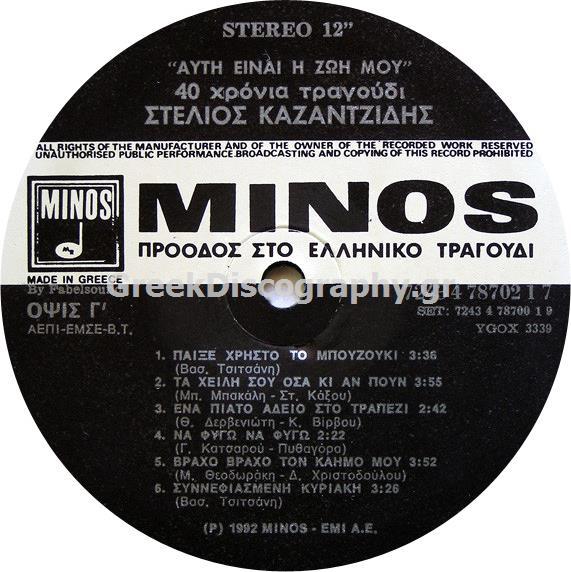 STEREO 12"
"ΑΥΤΗ ΕΙΝΑΙ Η ΖΩΗ ΜΟΥ"
40 χρόνια τραγούδι
ΣΤΕΛΙΟΣ ΚΑΖΑΝΤΖΙΔΗΣ
ALL RIGHTS OF THE MANUFACTURER AND OF THE OWNER OF THE RECORDED WORK RESERVED
UNAUTHORISED PUBLIC PERFORMANCE.BROADCASTING AND COPYING OF THIS RECORD PROHIBITED
MINOS
MINOS
ΠΡΟΟΔΟΣ ΣΤΟ ΕΛΛΗΝΙΚΟ ΤΡΑΓΟΥΔΙ
MADE IN GREECE
GreekDiscography.gr
By Fabelsound
7243 4 78702 1 7
ΟΨΙΣ Γ'
SET: 7243 4 78700 1 9
ΑΕΠΙ-ΕΜΣΕ-Β.Τ.
YGOX 3339
1. ΠΑΙΞΕ ΧΡΗΣΤΟ ΤΟ ΜΠΟΥΖΟΥΚΙ 3:36
(Βασ. Τσιτσάνη)
2. ΤΑ ΧΕΙΛΗ ΣΟΥ ΟΣΑ ΚΙ ΑΝ ΠΟΥΝ 3:55
(Μπ. Μπακάλη - Στ. Κάξου)
3. ΕΝΑ ΠΙΑΤΟ ΑΔΕΙΟ ΣΤΟ ΤΡΑΠΕΖΙ 2:42
(Θ. Δερβενιώτη - Κ. Βίρβου)
4. ΝΑ ΦΥΓΩ ΝΑ ΦΥΓΩ 2:22
(Γ. Κατσαρού - Πυθαγόρα)
5. ΒΡΑΧΟ ΒΡΑΧΟ ΤΟΝ ΚΑΗΜΟ ΜΟΥ 3:52
(Μ. Θεοδωράκη - Δ. Χριστοδούλου)
6. ΣΥΝΝΕΦΙΑΣΜΕΝΗ ΚΥΡΙΑΚΗ 3:26
(Βασ. Τσιτσάνη)
(P) 1992 MINOS - EMI A.E.